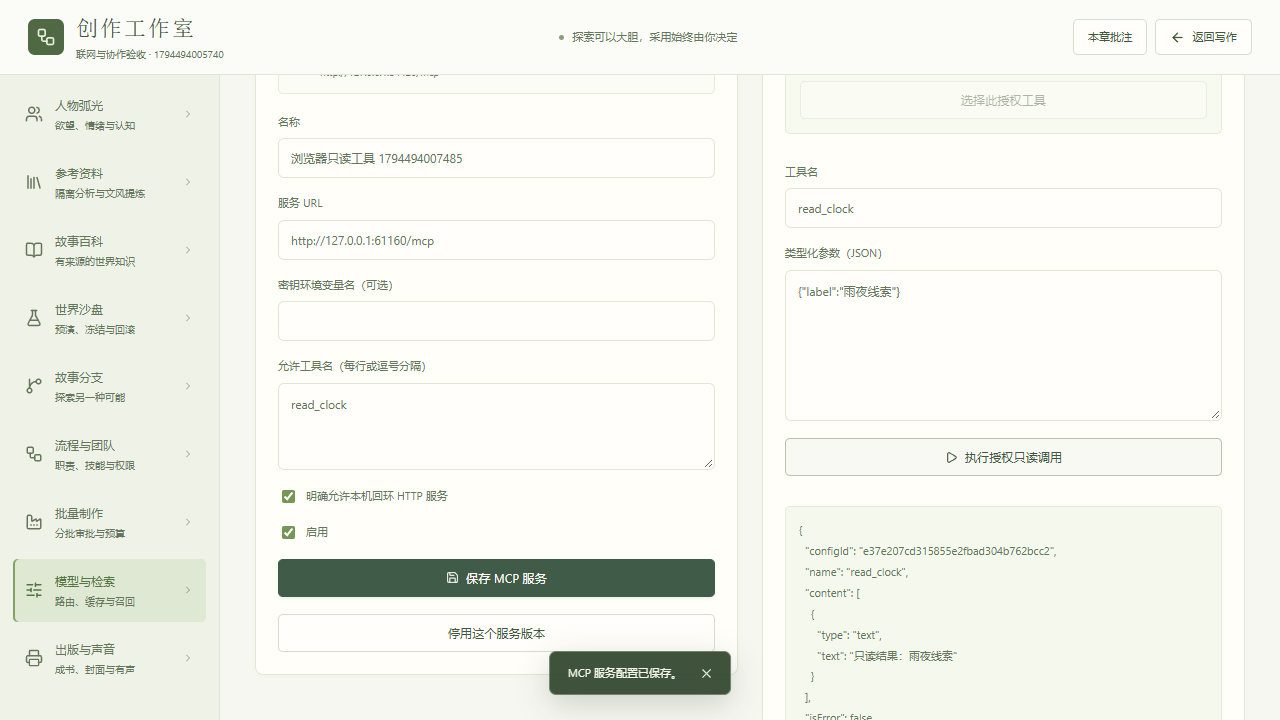 创作工作室
联网与协作验收 · 1794494005740
探索可以大胆，采用始终由你决定
本章批注
返回写作
人物弧光
欲望、情绪与认知
参考资料
隔离分析与文风提炼
故事百科
有来源的世界知识
世界沙盘
预演、冻结与回滚
故事分支
探索另一种可能
流程与团队
职责、技能与权限
批量制作
分批审批与预算
模型与检索
路由、缓存与召回
出版与声音
成书、封面与有声
名称
浏览器只读工具 1794494007485
服务 URL
http://127.0.0.1:61160/mcp
密钥环境变量名（可选）
允许工具名（每行或逗号分隔）
read_clock
明确允许本机回环 HTTP 服务
启用
保存 MCP 服务
停用这个服务版本
MCP 服务配置已保存。
选择此授权工具
工具名
read_clock
类型化参数（JSON）
{"label":"雨夜线索"}
执行授权只读调用
{
"configId": "e37e207cd315855e2fbad304b762bcc2",
"name": "read_clock",
"content": [
{
"type": "text",
"text": "只读结果：雨夜线索"
}
],
"isError": false